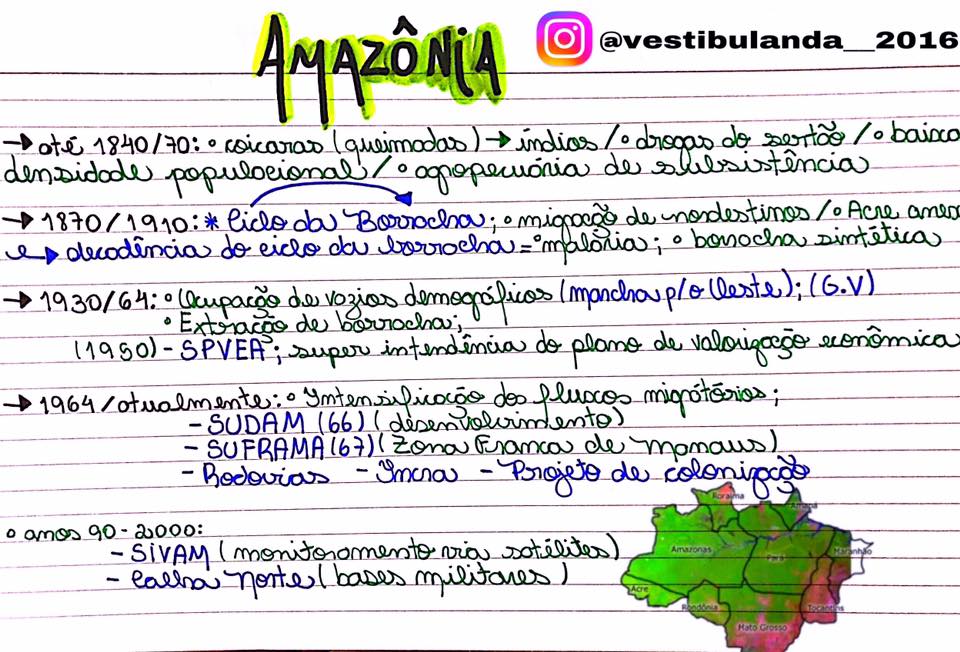 AMAZÔNIA
@vestibulanda__2016
→ até 1840/70: ° coicaras (queimadas) → índios / ° drogas do sertão / ° baixa
densidade populacional / ° agropecuária de subsistência
→ 1870/1910: * Ciclo da Borracha; ° migração de nordestinos / ° Acre anex
decadência do ciclo da borracha = ° malária; ° borracha sintética
→ 1930/64: ° Ocupação de vazios demográficos (marcha p/ o Oeste); (G.V)
° Extração de borracha;
(1950) - SPVEA; super intendência do plano de valorização econômica
→ 1964/atualmente: ° Intensificação dos fluxos migratórios;
- SUDAM (66) (desenvolvimento)
- SUFRAMA (67) (Zona Franca de Manaus)
- Rodovias - Incra - Projeto de colonização
° anos 90 - 2000:
- SIVAM (monitoramento via satélites)
- Calha Norte (bases militares)
Roraima
Amapá
Amazonas
Pará
Maranhão
Acre
Rondônia
Tocantins
Mato Grosso